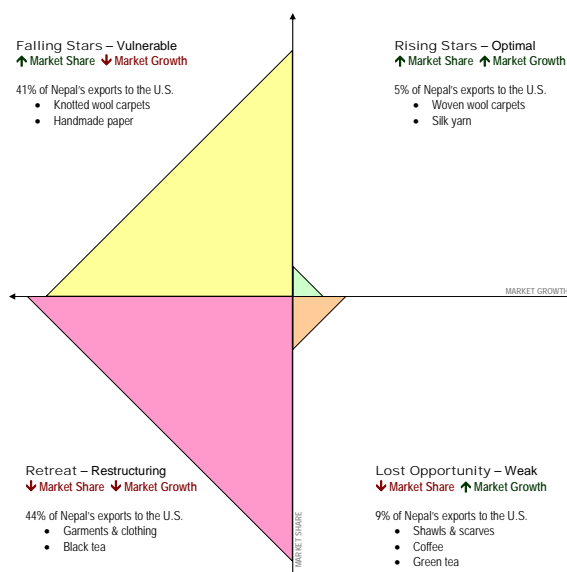 Falling Stars – Vulnerable
↑ Market Share ↓ Market Growth
41% of Nepal's exports to the U.S.
• Knotted wool carpets
• Handmade paper
Rising Stars – Optimal
↑ Market Share ↑ Market Growth
5% of Nepal's exports to the U.S.
• Woven wool carpets
• Silk yarn
MARKET GROWTH
Retreat – Restructuring
↓ Market Share ↓ Market Growth
44% of Nepal's exports to the U.S.
• Garments & clothing
• Black tea
MARKET SHARE
Lost Opportunity – Weak
↓ Market Share ↑ Market Growth
9% of Nepal's exports to the U.S.
• Shawls & scarves
• Coffee
• Green tea